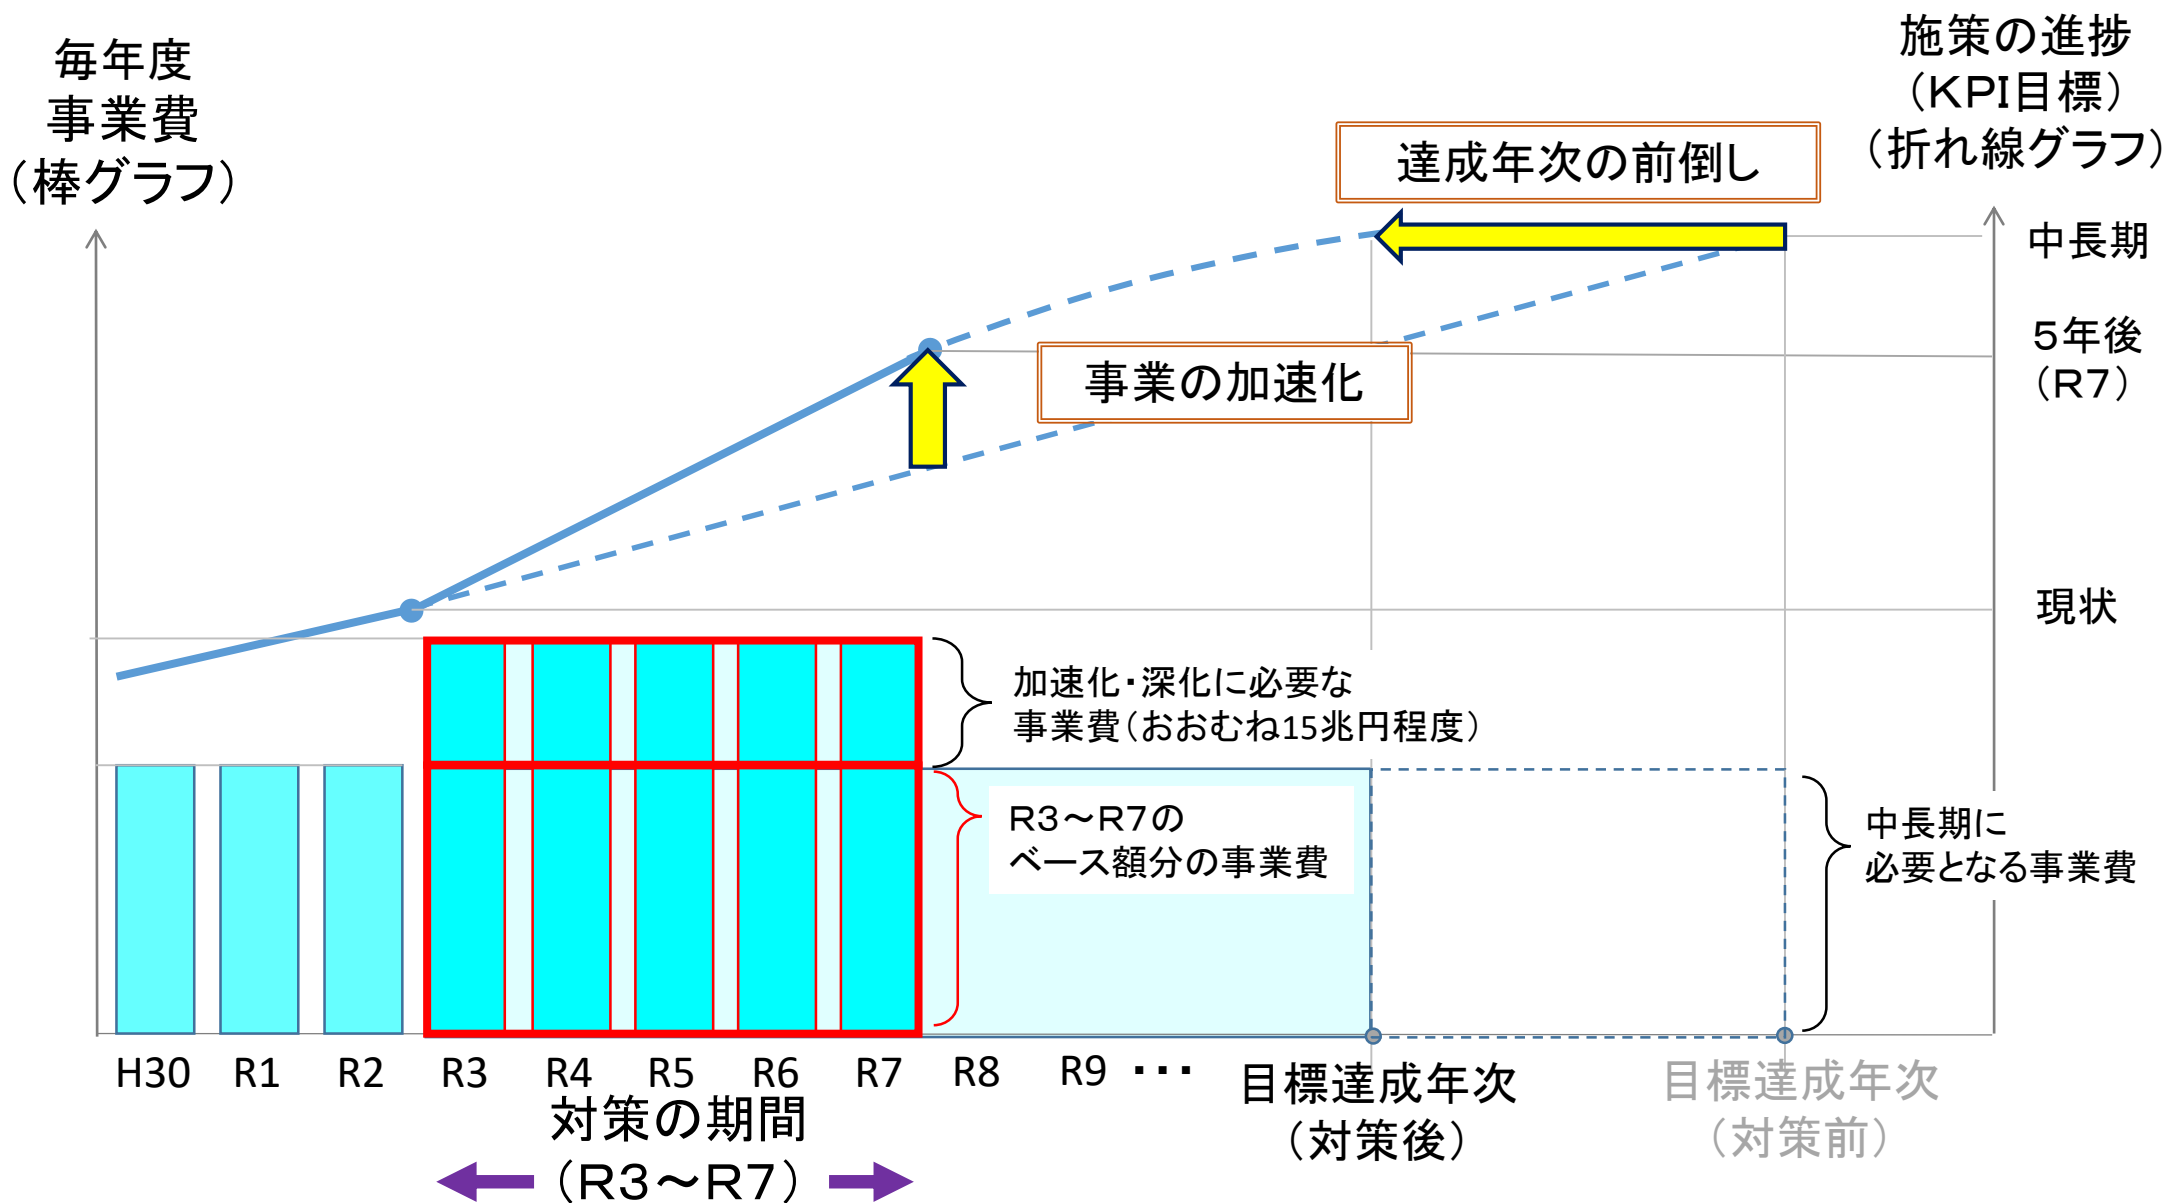 毎年度
事業費
（棒グラフ）
施策の進捗
（KPI目標）
（折れ線グラフ）
達成年次の前倒し
中長期
５年後
（R7）
事業の加速化
現状
加速化・深化に必要な
事業費（おおむね15兆円程度）
R3～R7の
ベース額分の事業費
中長期に
必要となる事業費
H30 R1 R2 R3 R4 R5 R6 R7 R8 R9 ・・・
対策の期間
（R3～R7）
目標達成年次
（対策後）
目標達成年次
（対策前）